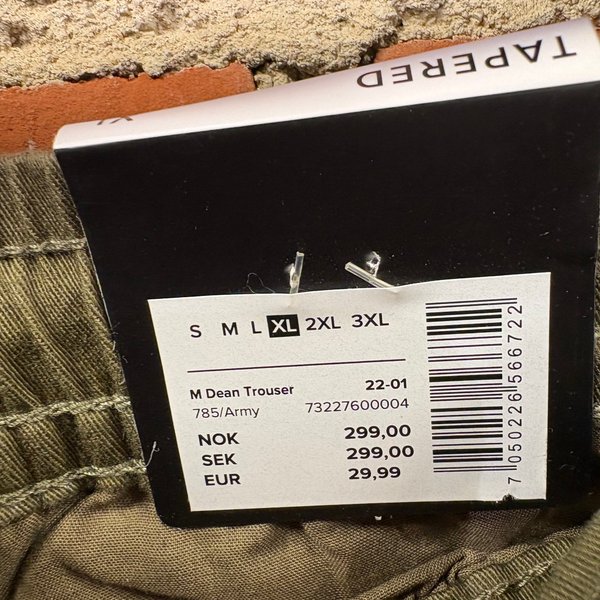 TAPERED
XL
S M L XL 2XL 3XL
M Dean Trouser 22-01
785/Army 73227600004
NOK 299,00
SEK 299,00
EUR 29,99
7 050226 566722